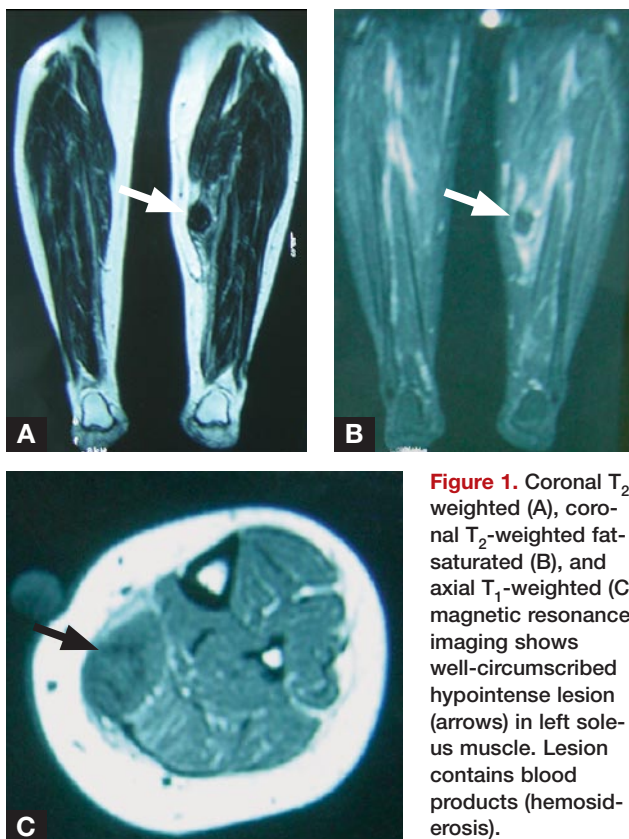 A
B
C
Figure 1. Coronal T2
weighted (A), coro-
nal T2-weighted fat-
saturated (B), and
axial T1-weighted (C
magnetic resonance
imaging shows
well-circumscribed
hypointense lesion
(arrows) in left sole-
us muscle. Lesion
contains blood
products (hemosid-
erosis).